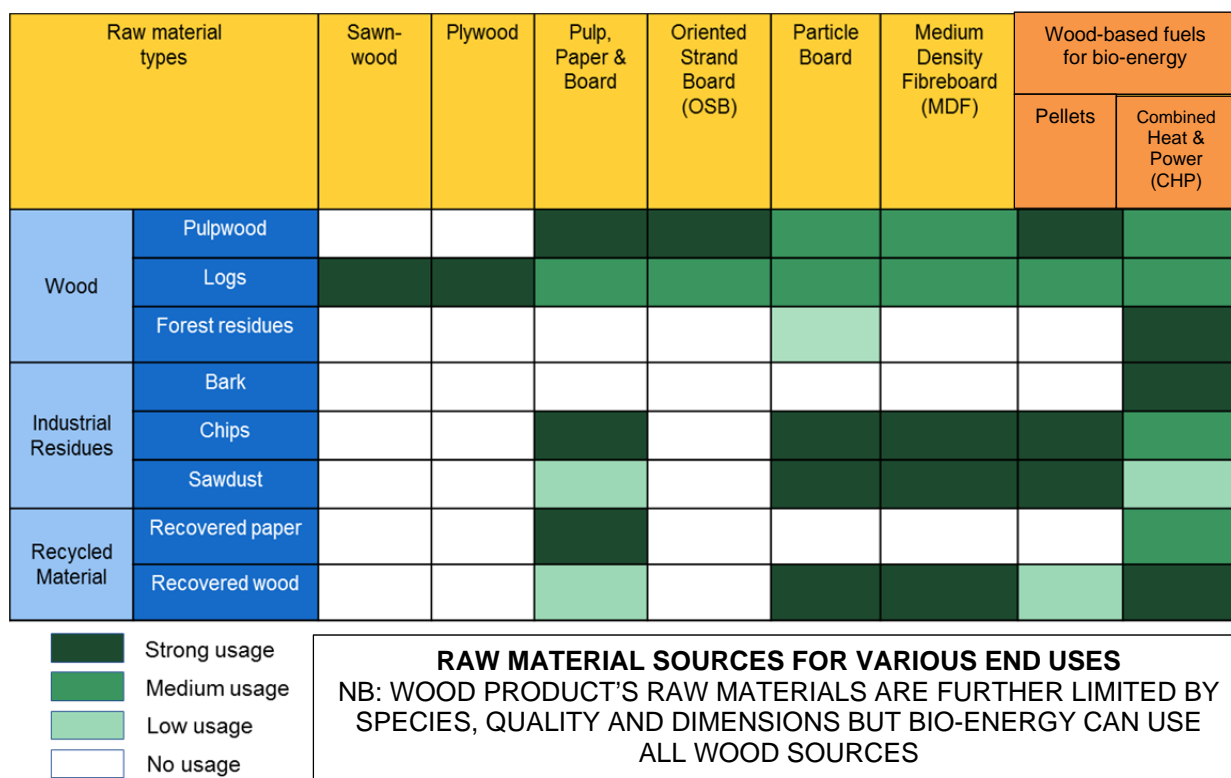 Raw material
types
Sawn-
wood
Plywood
Pulp,
Paper &
Board
Oriented
Strand
Board
(OSB)
Particle
Board
Medium
Density
Fibreboard
(MDF)
Wood-based fuels
for bio-energy
Pellets
Combined
Heat &
Power
(CHP)
Wood
Pulpwood
Logs
Forest residues
Industrial
Residues
Bark
Chips
Sawdust
Recycled
Material
Recovered paper
Recovered wood
Strong usage
Medium usage
Low usage
No usage
RAW MATERIAL SOURCES FOR VARIOUS END USES
NB: WOOD PRODUCT'S RAW MATERIALS ARE FURTHER LIMITED BY
SPECIES, QUALITY AND DIMENSIONS BUT BIO-ENERGY CAN USE
ALL WOOD SOURCES